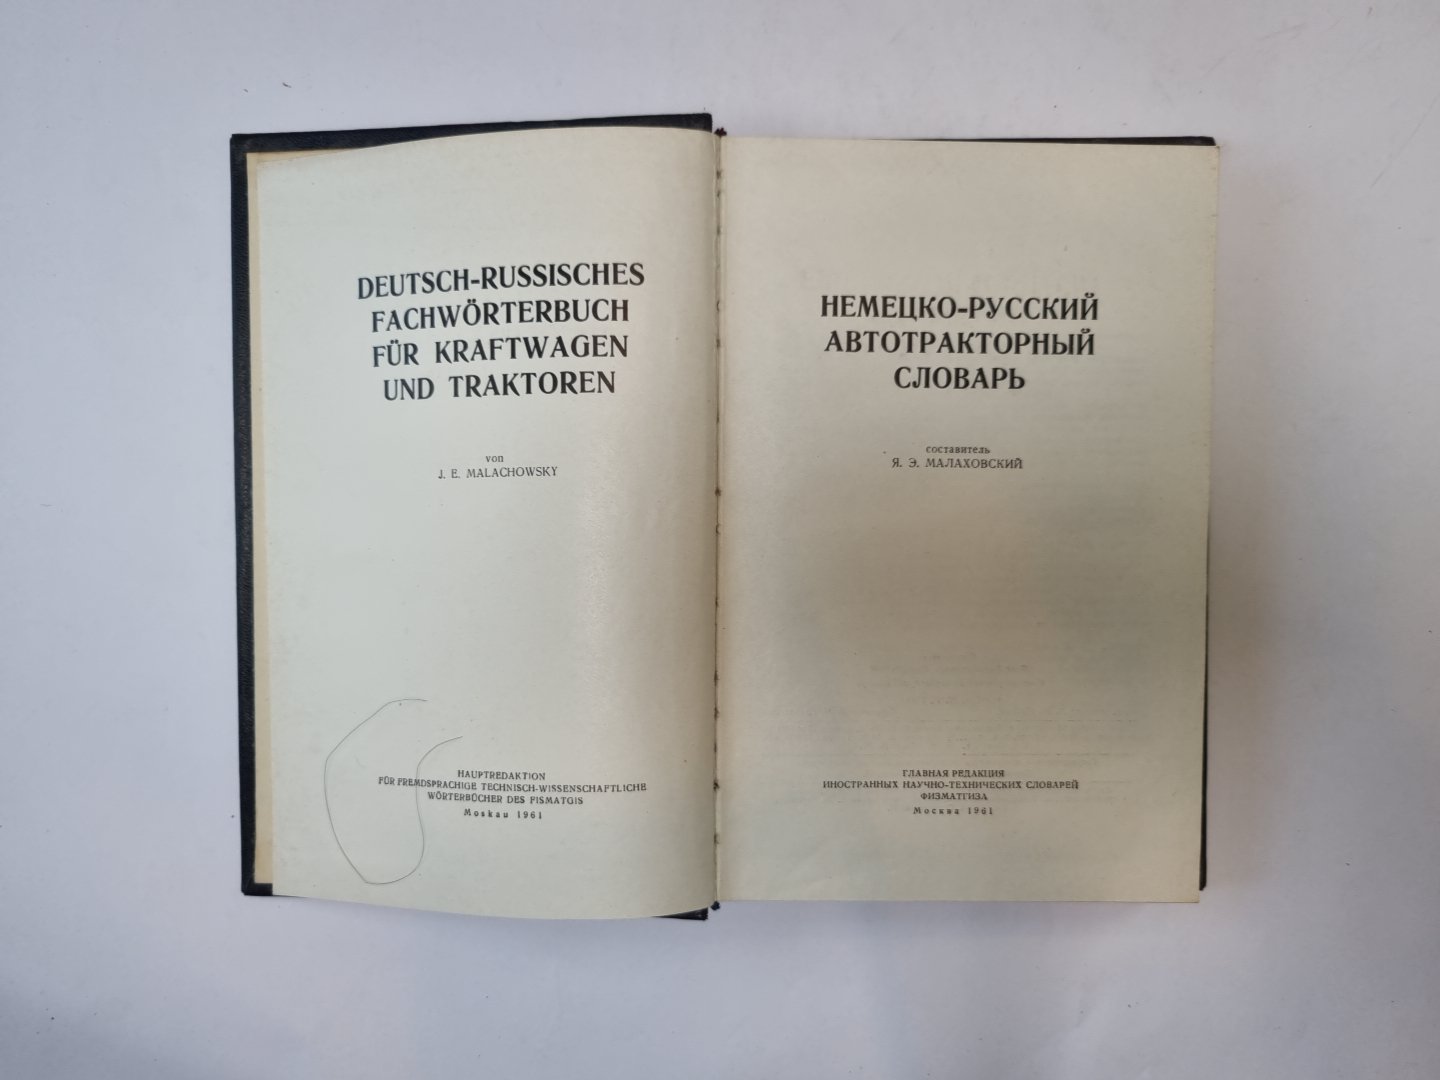 DEUTSCH-RUSSISCHES
FACHWÖRTERBUCH
FÜR KRAFTWAGEN
UND TRAKTOREN
von
J. E. MALACHOWSKY
HAUPTREDAKTION
FÜR FREMDSPRACHIGE TECHNISCH-WISSENSCHAFTLICHE
WÖRTERBÜCHER DES FISMATGIS
Moskau 1961
НЕМЕЦКО-РУССКИЙ
АВТОТРАКТОРНЫЙ
СЛОВАРЬ
составитель
Я. Э. МАЛАХОВСКИЙ
ГЛАВНАЯ РЕДАКЦИЯ
ИНОСТРАННЫХ НАУЧНО-ТЕХНИЧЕСКИХ СЛОВАРЕЙ
ФИЗМАТГИЗА
Москва 1961